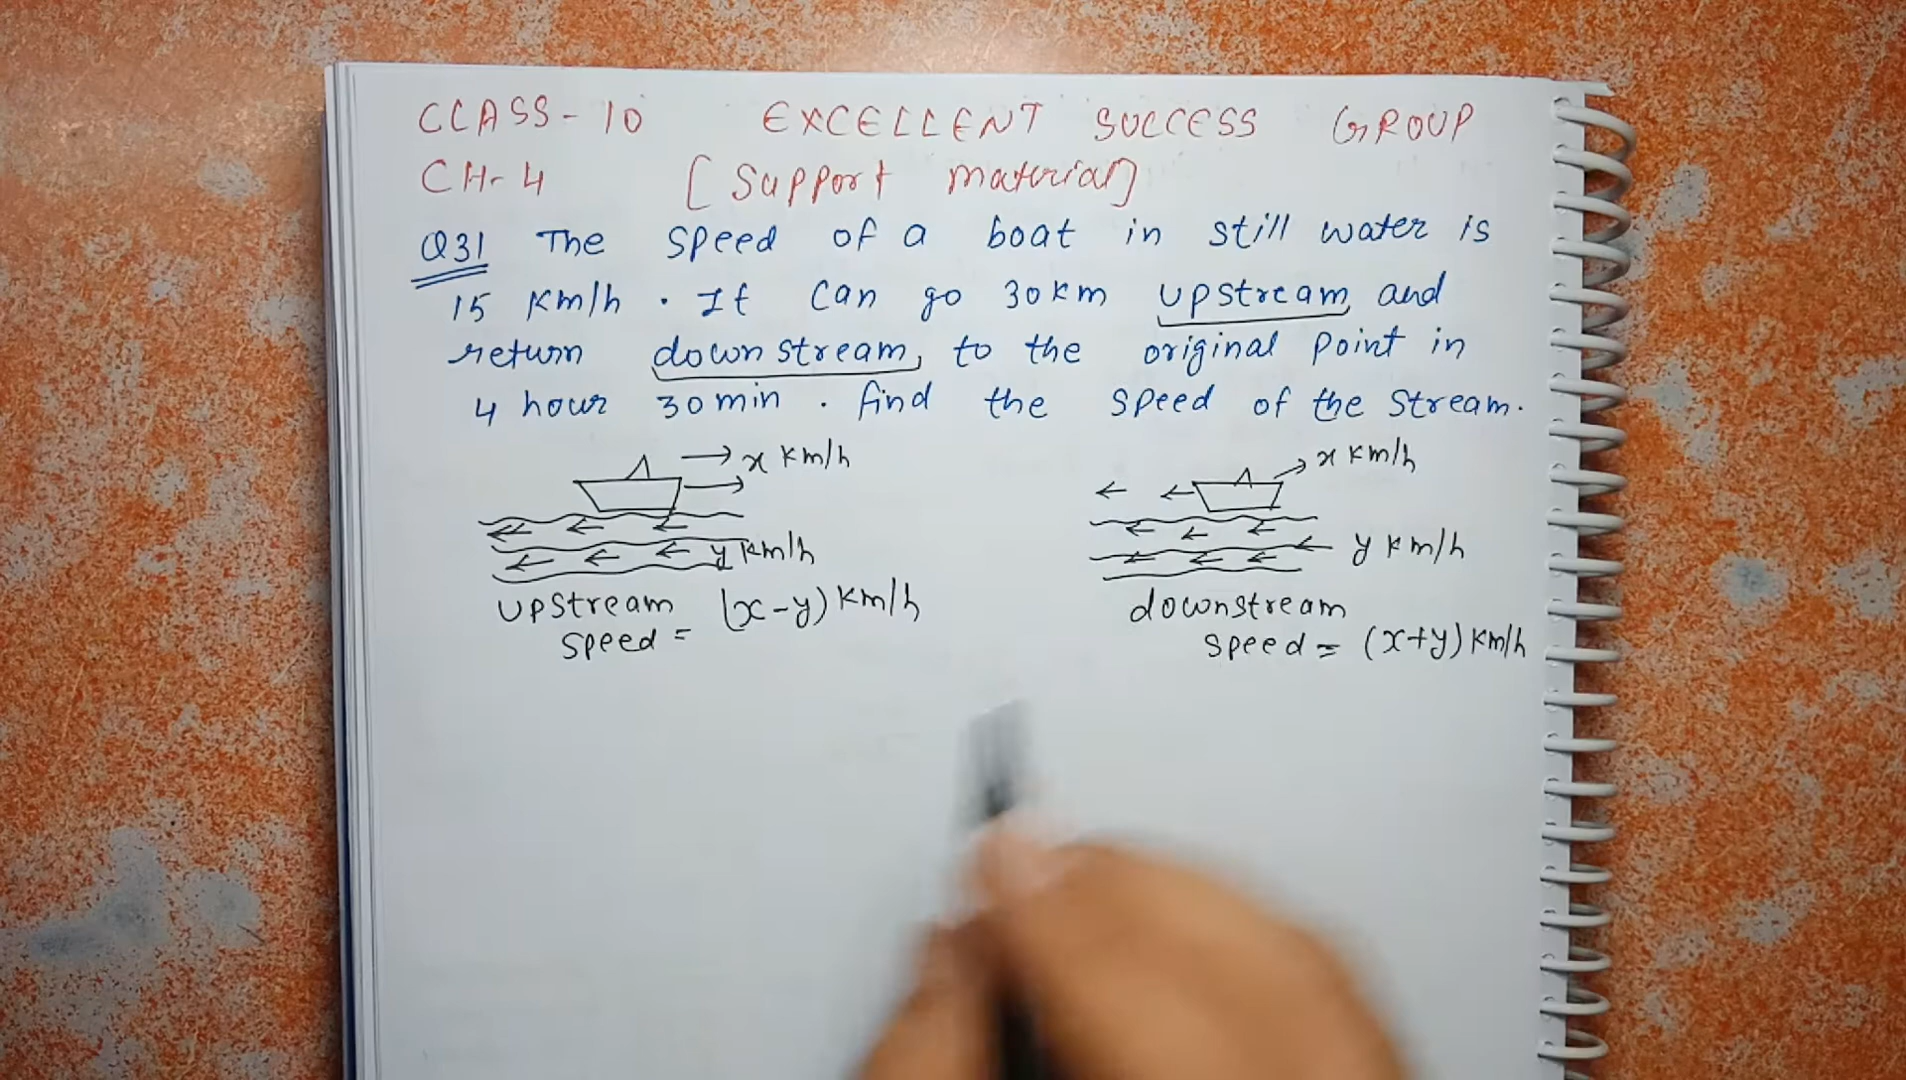 CLASS-10 EXCELLENT SUCCESS GROUP
CH-4 [Support material]
Q31 The speed of a boat in still water is
15 Km/h. It can go 30km upstream and
return downstream, to the original point in
4 hour 30 min. find the speed of the stream.
x km/h
y km/h
upstream speed = (x-y) km/h
x km/h
y km/h
downstream
speed = (x+y) km/h